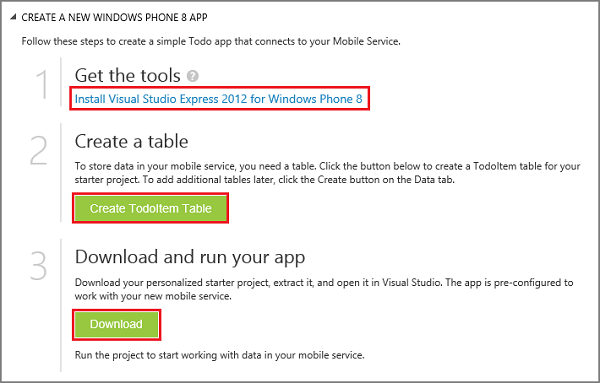 CREATE A NEW WINDOWS PHONE 8 APP
Follow these steps to create a simple Todo app that connects to your Mobile Service.
1
Get the tools ?
Install Visual Studio Express 2012 for Windows Phone 8
2
Create a table
To store data in your mobile service, you need a table. Click the button below to create a TodoItem table for your
starter project. To add additional tables later, click the Create button on the Data tab.
Create TodoItem Table
3
Download and run your app
Download your personalized starter project, extract it, and open it in Visual Studio. The app is pre-configured to
work with your new mobile service.
Download
Run the project to start working with data in your mobile service.